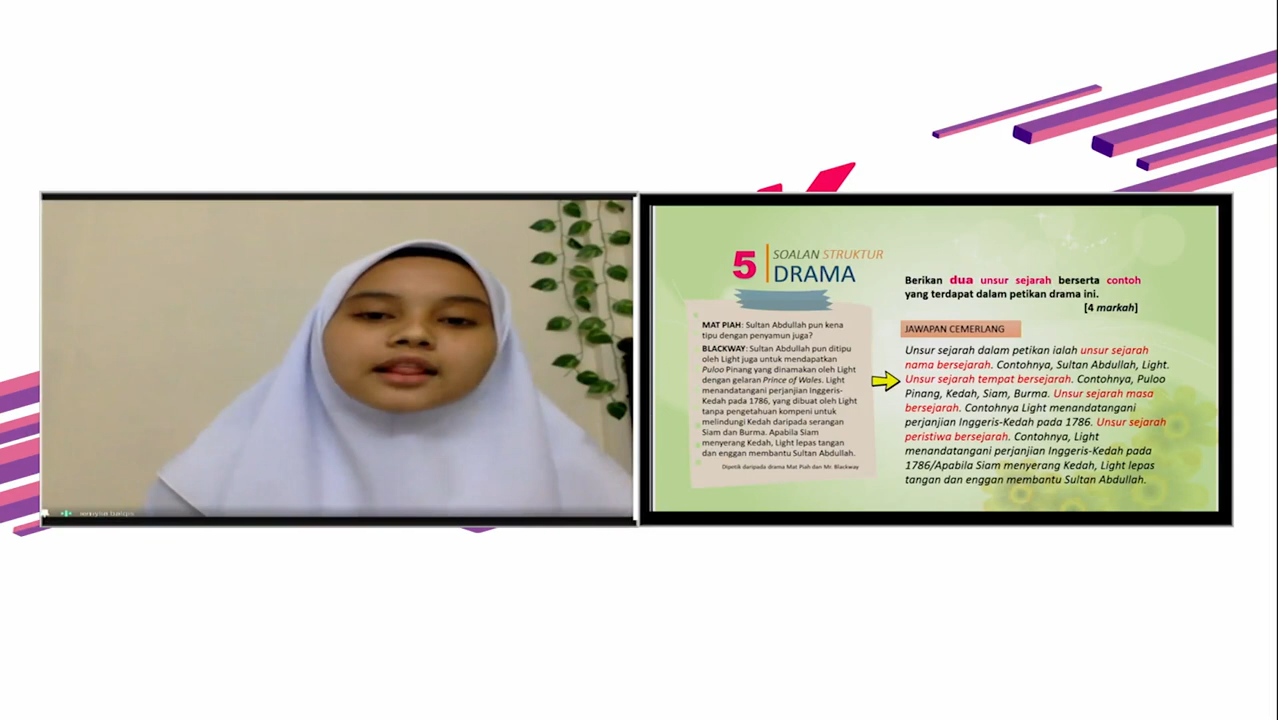 5
SOALAN STRUKTUR
DRAMA
MAT PIAH: Sultan Abdullah pun kena
tipu dengan penyamun juga?
BLACKWAY: Sultan Abdullah pun ditipu
oleh Light juga untuk mendapatkan
Puloo Pinang yang dinamakan oleh Light
dengan gelaran Prince of Wales. Light
menandatangani perjanjian Inggeris-
Kedah pada 1786, yang dibuat oleh Light
tanpa pengetahuan kompeni untuk
melindungi Kedah daripada serangan
Siam dan Burma. Apabila Siam
menyerang Kedah, Light lepas tangan
dan enggan membantu Sultan Abdullah.
Dipetik daripada drama Mat Piah dan Mr. Blackway
Berikan dua unsur sejarah berserta contoh
yang terdapat dalam petikan drama ini.
[4 markah]
JAWAPAN CEMERLANG
Unsur sejarah dalam petikan ialah unsur sejarah
nama bersejarah. Contohnya, Sultan Abdullah, Light.
Unsur sejarah tempat bersejarah. Contohnya, Puloo
Pinang, Kedah, Siam, Burma. Unsur sejarah masa
bersejarah. Contohnya Light menandatangani
perjanjian Inggeris-Kedah pada 1786. Unsur sejarah
peristiwa bersejarah. Contohnya, Light
menandatangani perjanjian Inggeris-Kedah pada
1786/Apabila Siam menyerang Kedah, Light lepas
tangan dan enggan membantu Sultan Abdullah.